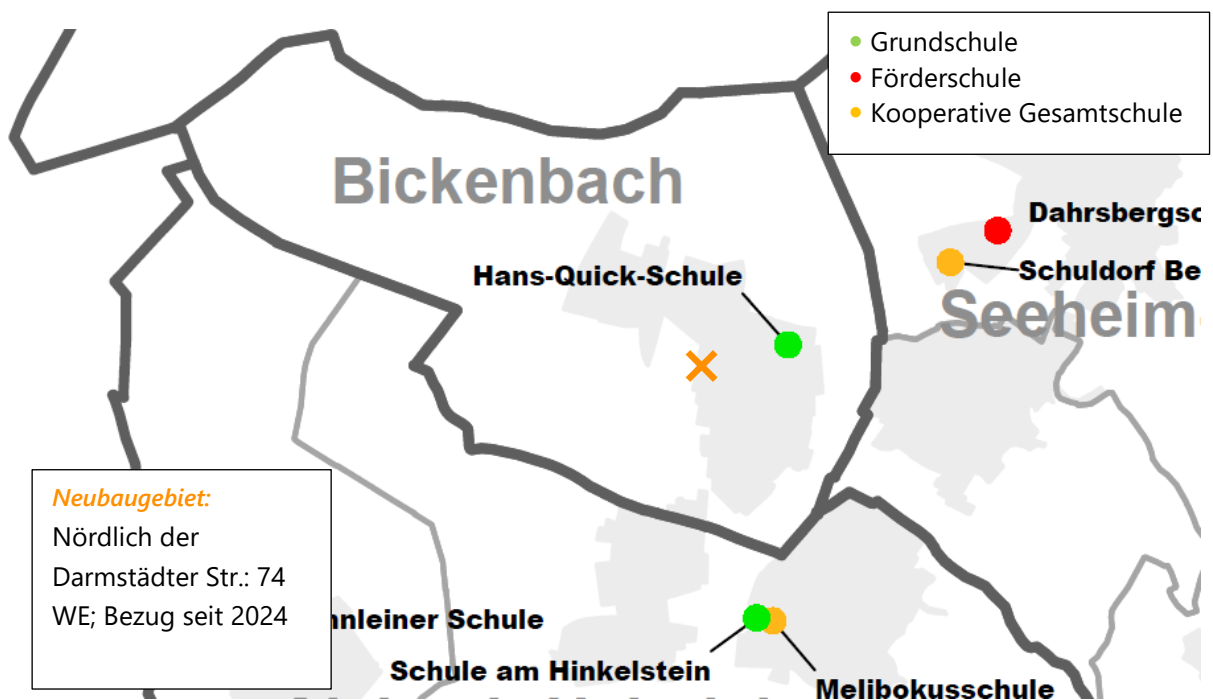 Grundschule
Förderschule
Kooperative Gesamtschule
Bickenbach
Dahrsbergsc
Hans-Quick-Schule
Schuldorf Be
Seeheim
Neubaugebiet:
Nördlich der
Darmstädter Str.: 74
WE; Bezug seit 2024
nnleiner Schule
Schule am Hinkelstein
Melibokusschule